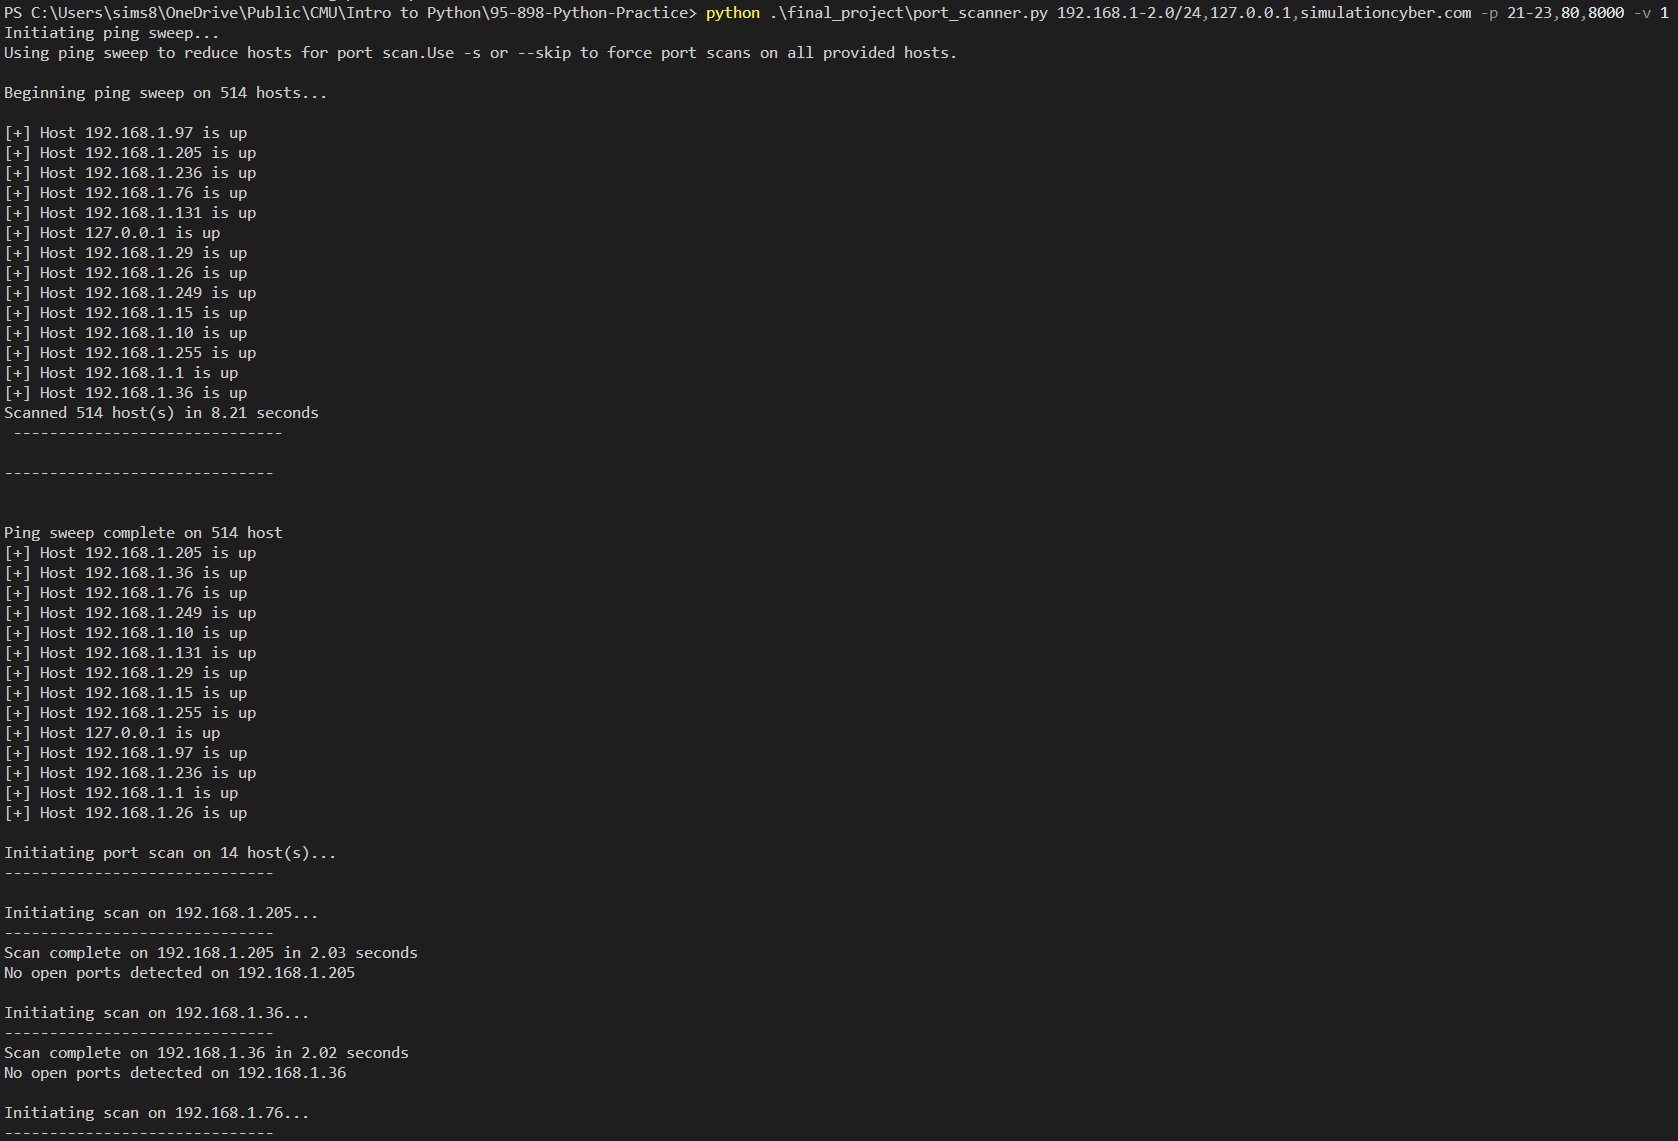 PS C:\Users\sims8\OneDrive\Public\CMU\Intro to Python\95-898-Python-Practice> python .\final_project\port_scanner.py 192.168.1-2.0/24,127.0.0.1,simulationcyber.com -p 21-23,80,8000 -v 1
Initiating ping sweep...
Using ping sweep to reduce hosts for port scan.Use -s or --skip to force port scans on all provided hosts.
Beginning ping sweep on 514 hosts...
[+] Host 192.168.1.97 is up
[+] Host 192.168.1.205 is up
[+] Host 192.168.1.236 is up
[+] Host 192.168.1.76 is up
[+] Host 192.168.1.131 is up
[+] Host 127.0.0.1 is up
[+] Host 192.168.1.29 is up
[+] Host 192.168.1.26 is up
[+] Host 192.168.1.249 is up
[+] Host 192.168.1.15 is up
[+] Host 192.168.1.10 is up
[+] Host 192.168.1.255 is up
[+] Host 192.168.1.1 is up
[+] Host 192.168.1.36 is up
Scanned 514 host(s) in 8.21 seconds
------------------------------
------------------------------
Ping sweep complete on 514 host
[+] Host 192.168.1.205 is up
[+] Host 192.168.1.36 is up
[+] Host 192.168.1.76 is up
[+] Host 192.168.1.249 is up
[+] Host 192.168.1.10 is up
[+] Host 192.168.1.131 is up
[+] Host 192.168.1.29 is up
[+] Host 192.168.1.15 is up
[+] Host 192.168.1.255 is up
[+] Host 127.0.0.1 is up
[+] Host 192.168.1.97 is up
[+] Host 192.168.1.236 is up
[+] Host 192.168.1.1 is up
[+] Host 192.168.1.26 is up
Initiating port scan on 14 host(s)...
------------------------------
Initiating scan on 192.168.1.205...
------------------------------
Scan complete on 192.168.1.205 in 2.03 seconds
No open ports detected on 192.168.1.205
Initiating scan on 192.168.1.36...
------------------------------
Scan complete on 192.168.1.36 in 2.02 seconds
No open ports detected on 192.168.1.36
Initiating scan on 192.168.1.76...
------------------------------